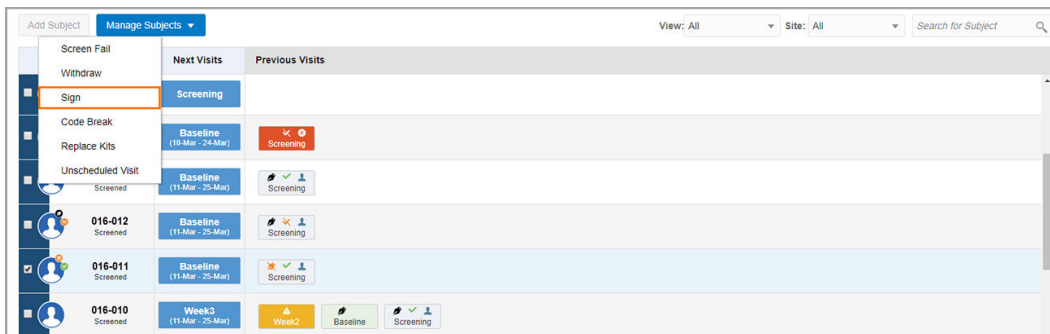 Add Subject Manage Subjects View: All Site: All Search for Subject
Screen Fail
Withdraw
Sign
Code Break
Replace Kits
Unscheduled Visit
Next Visits Previous Visits
Screening
Baseline
(10-Mar - 24-Mar)
Screening
Screened
Baseline
(11-Mar - 25-Mar)
Screening
016-012
Screened
Baseline
(11-Mar - 25-Mar)
Screening
016-011
Screened
Baseline
(11-Mar - 25-Mar)
Screening
016-010
Screened
Week3
(11-Mar - 25-Mar)
Week2
Baseline
Screening